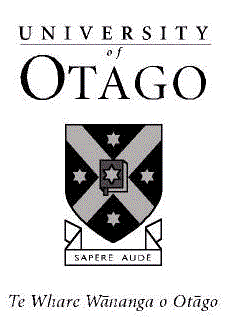 UNIVERSITY
of
OTAGO
SAPERE AUDE
Te Whare Wānanga o Otāgo